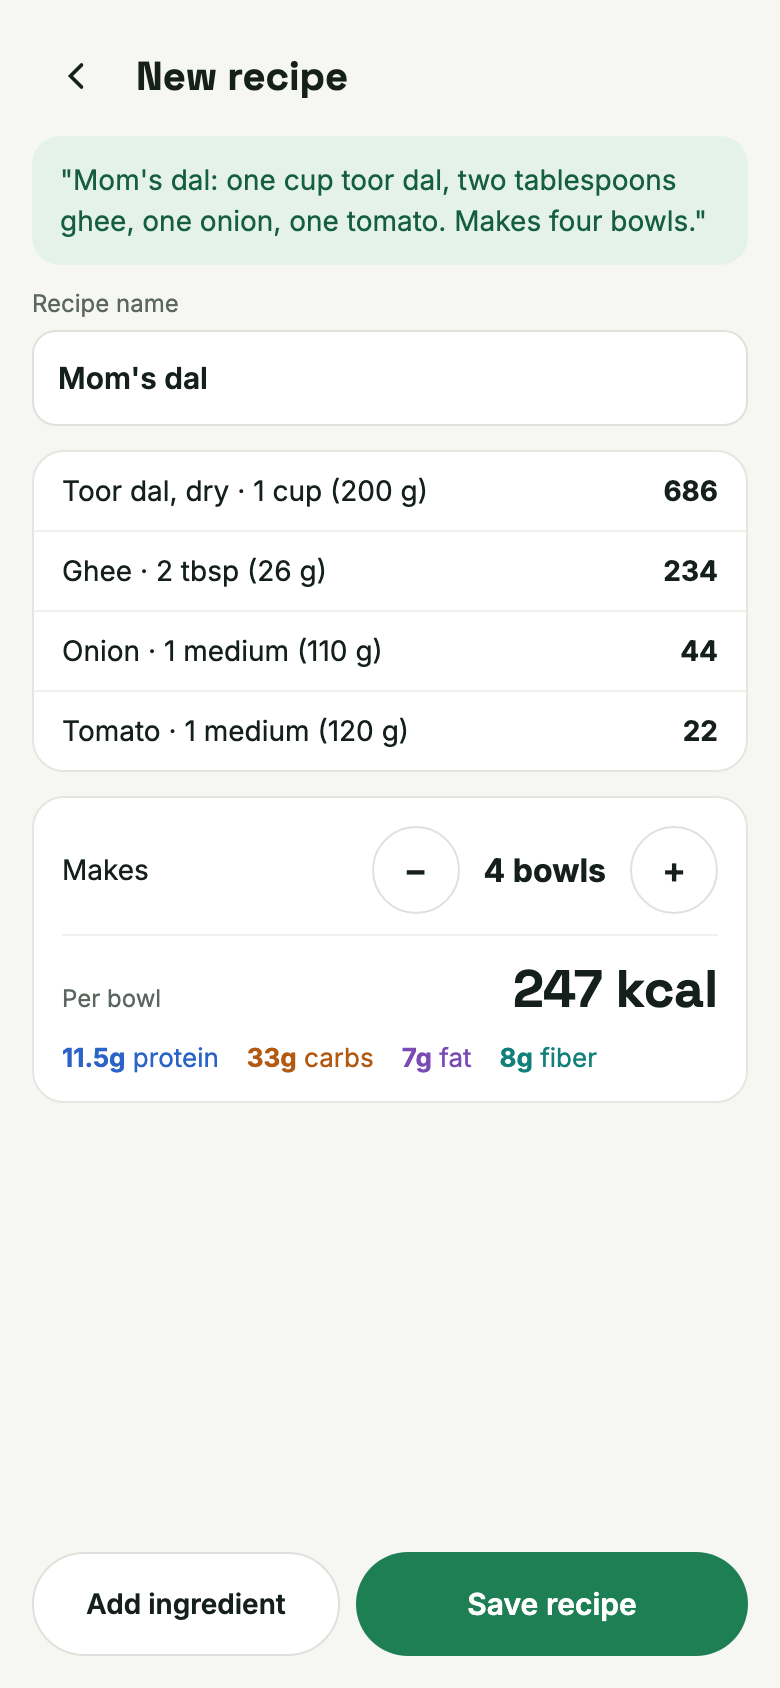 New recipe
"Mom's dal: one cup toor dal, two tablespoons
ghee, one onion, one tomato. Makes four bowls."
Recipe name
Mom's dal
Toor dal, dry · 1 cup (200 g) 686
Ghee · 2 tbsp (26 g) 234
Onion · 1 medium (110 g) 44
Tomato · 1 medium (120 g) 22
Makes − 4 bowls +
Per bowl 247 kcal
11.5g protein 33g carbs 7g fat 8g fiber
Add ingredient Save recipe